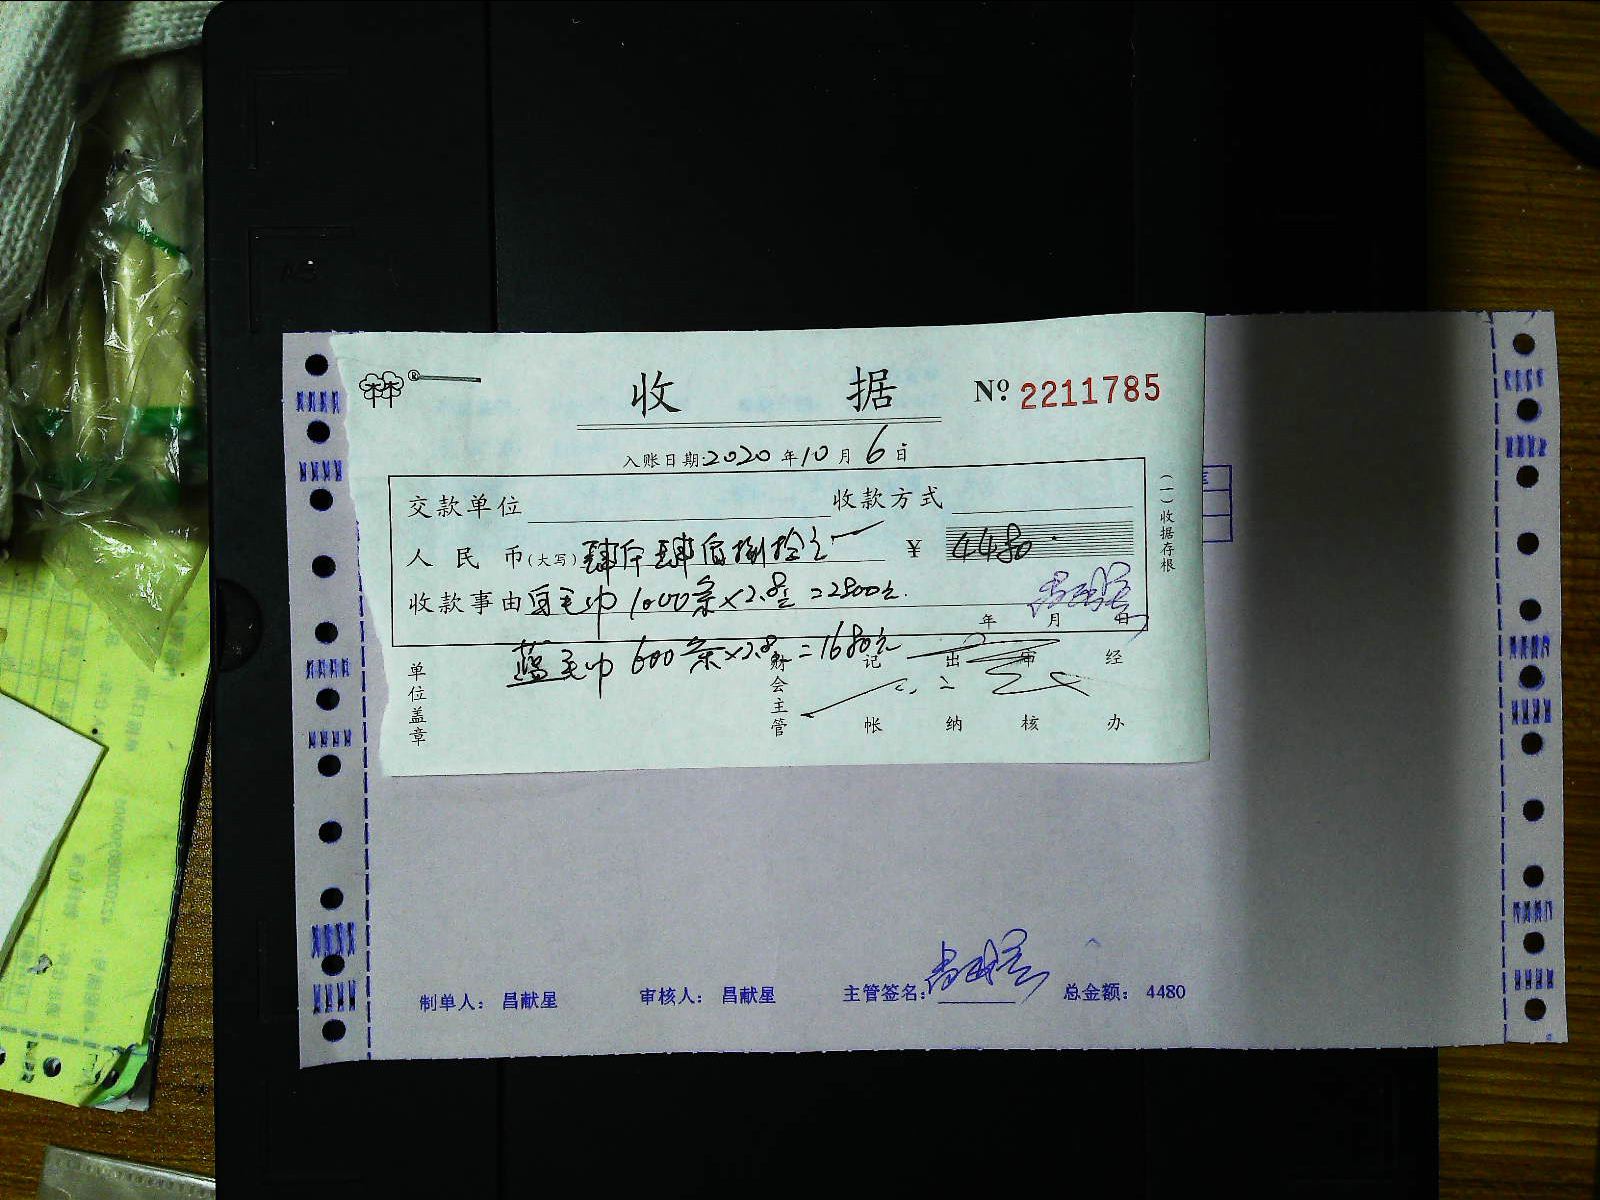 收 据 Nº 2211785
入账日期:2020年10月6日
交款单位 收款方式
人民币(大写)肆仟肆佰捌拾元 ¥ 4480
收款事由 毛巾1000条×2.8元=2800元.
年 月 日
蓝毛巾600条×2.8=1680元
(一)收据存根
单位盖章 财会主管 记帐 出纳 审核 经办
制单人: 昌献星 审核人: 昌献星 主管签名: 总金额: 4480